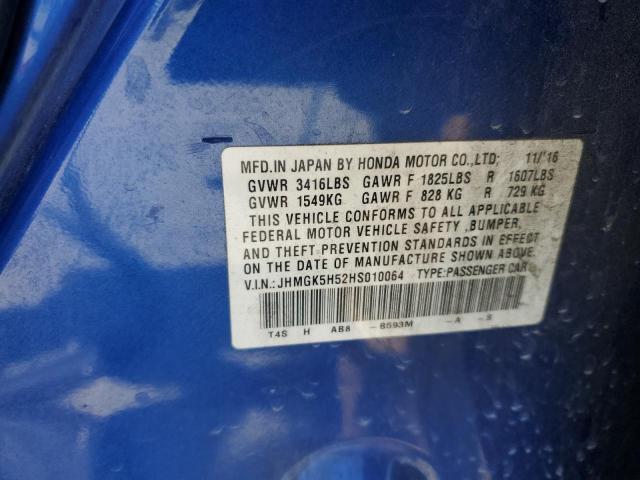 MFD.IN JAPAN BY HONDA MOTOR CO.,LTD; 11/'16
GVWR 3416LBS GAWR F 1825LBS R 1607LBS
GVWR 1549KG GAWR F 828 KG R 729 KG
THIS VEHICLE CONFORMS TO ALL APPLICABLE
FEDERAL MOTOR VEHICLE SAFETY ,BUMPER,
AND THEFT PREVENTION STANDARDS IN EFFECT
ON THE DATE OF MANUFACTURE SHOWN ABOVE.
V.I.N.: JHMGK5H52HS010064 TYPE:PASSENGER CAR
T4S H AB8 -B593M -A -S